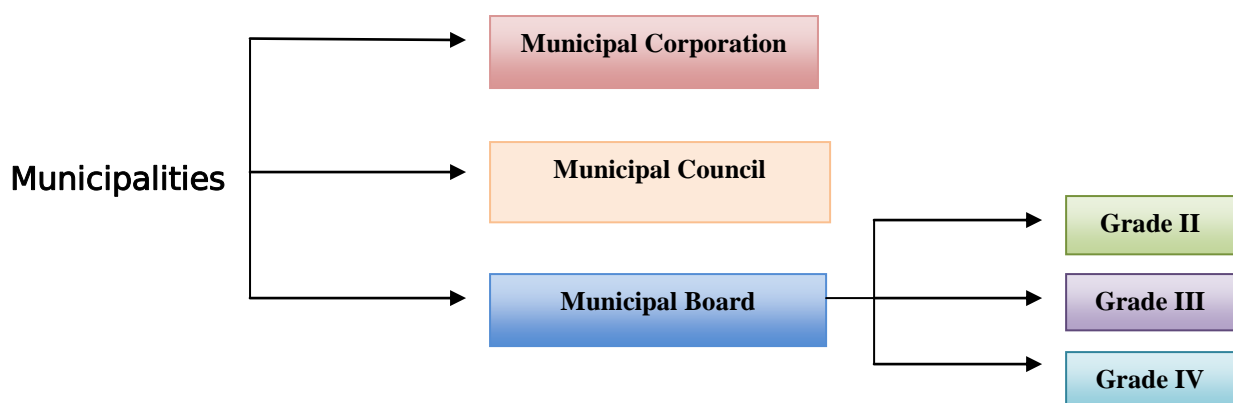 Municipal Corporation
Municipal Council
Municipalities
Municipal Board
Grade II
Grade III
Grade IV